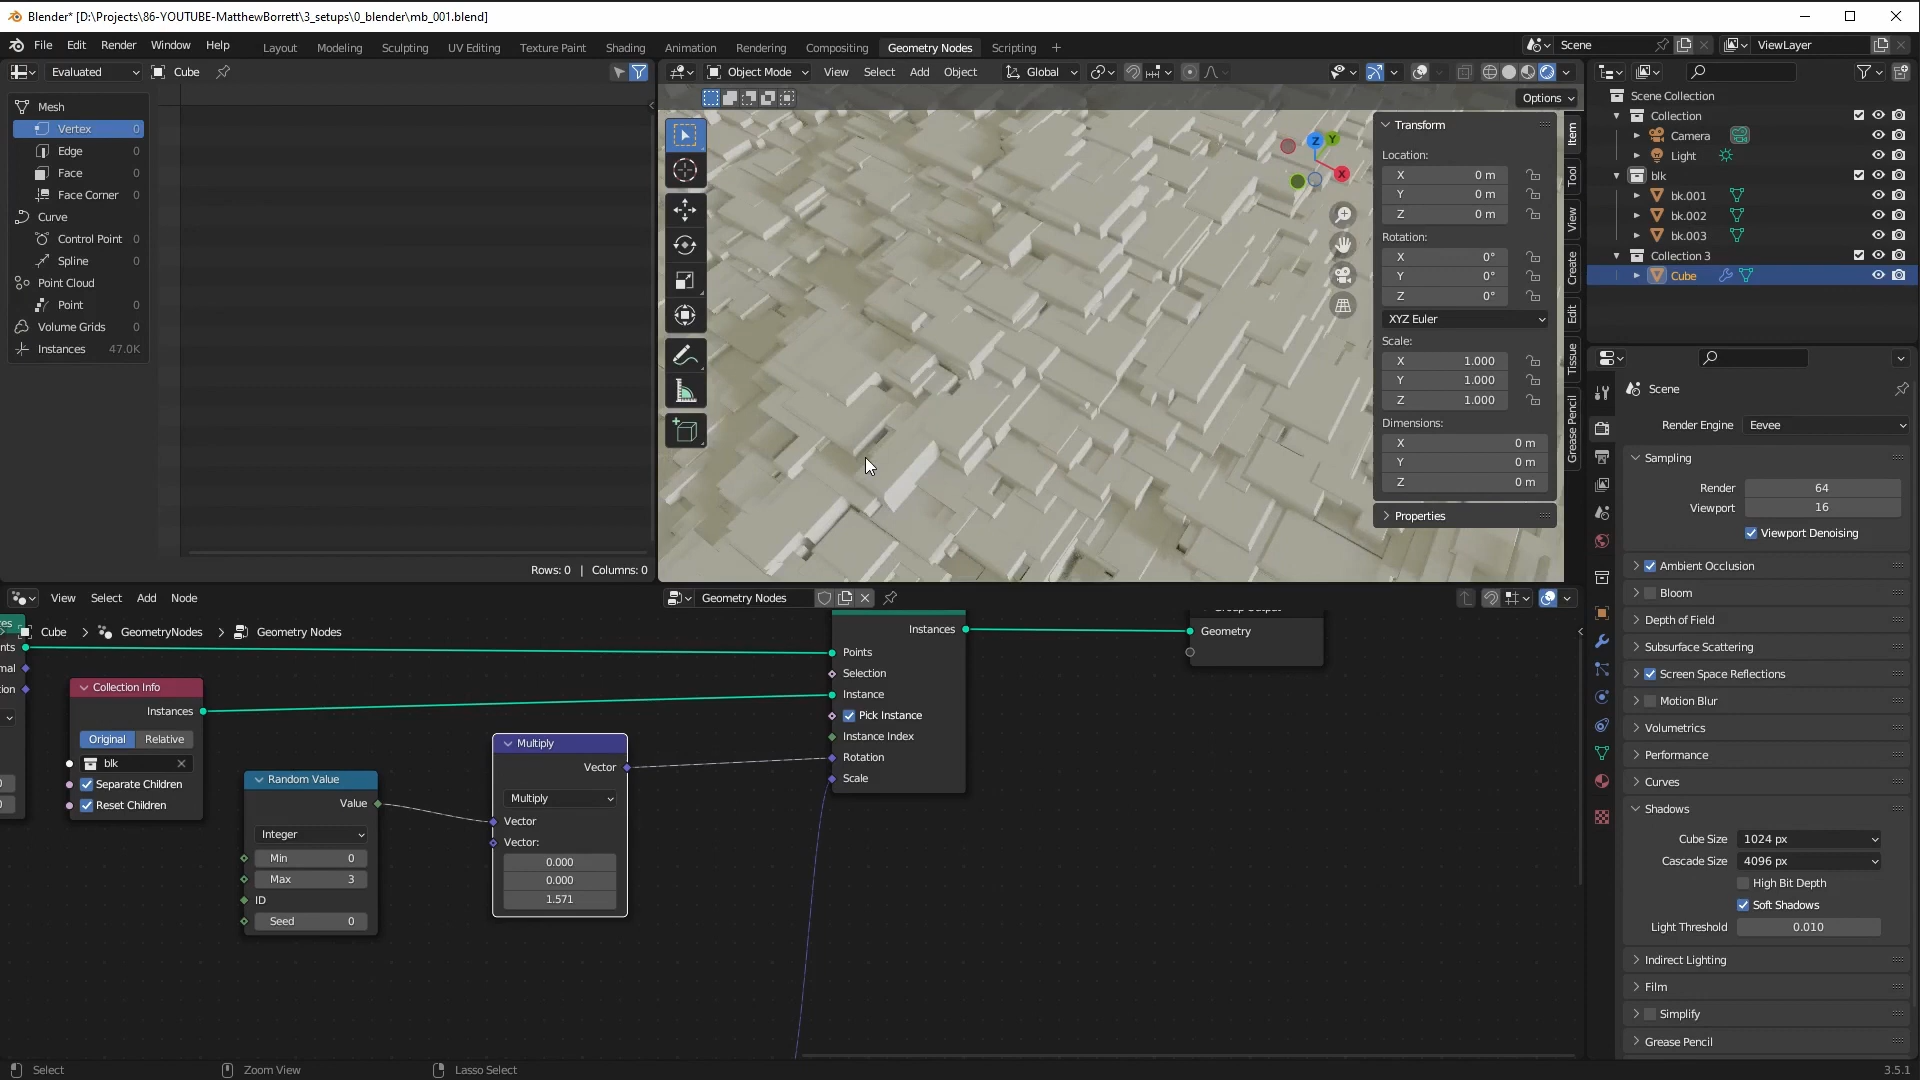 Blender* [D:\Projects\86-YOUTUBE-MatthewBorrett\3_setups\0_blender\mb_001.blend]
File Edit Render Window Help
Layout Modeling Sculpting UV Editing Texture Paint Shading Animation Rendering Compositing Geometry Nodes Scripting
Scene
ViewLayer
Evaluated
Cube
Mesh
Vertex 0
Edge 0
Face 0
Face Corner 0
Curve
Control Point 0
Spline 0
Point Cloud
Point 0
Volume Grids 0
Instances 47.0K
Rows: 0 | Columns: 0
Object Mode View Select Add Object Global
Options
Z
Y
X
Transform
Location:
X 0 m
Y 0 m
Z 0 m
Rotation:
X 0°
Y 0°
Z 0°
XYZ Euler
Scale:
X 1.000
Y 1.000
Z 1.000
Dimensions:
X 0 m
Y 0 m
Z 0 m
Properties
Item
Tool
View
Create
Edit
Tissue
Grease Pencil
Scene Collection
Collection
Camera
Light
blk
bk.001
bk.002
bk.003
Collection 3
Cube
Scene
Render Engine Eevee
Sampling
Render 64
Viewport 16
Viewport Denoising
Ambient Occlusion
Bloom
Depth of Field
Subsurface Scattering
Screen Space Reflections
Motion Blur
Volumetrics
Performance
Curves
Shadows
Cube Size 1024 px
Cascade Size 4096 px
High Bit Depth
Soft Shadows
Light Threshold 0.010
Indirect Lighting
Film
Simplify
Grease Pencil
View Select Add Node
Geometry Nodes
Cube GeometryNodes Geometry Nodes
Collection Info
Instances
Original Relative
blk
Separate Children
Reset Children
Random Value
Value
Integer
Min 0
Max 3
ID
Seed 0
Multiply
Vector
Multiply
Vector
Vector:
0.000
0.000
1.571
Instances
Points
Selection
Instance
Pick Instance
Instance Index
Rotation
Scale
Geometry
Select
Zoom View
Lasso Select
3.5.1